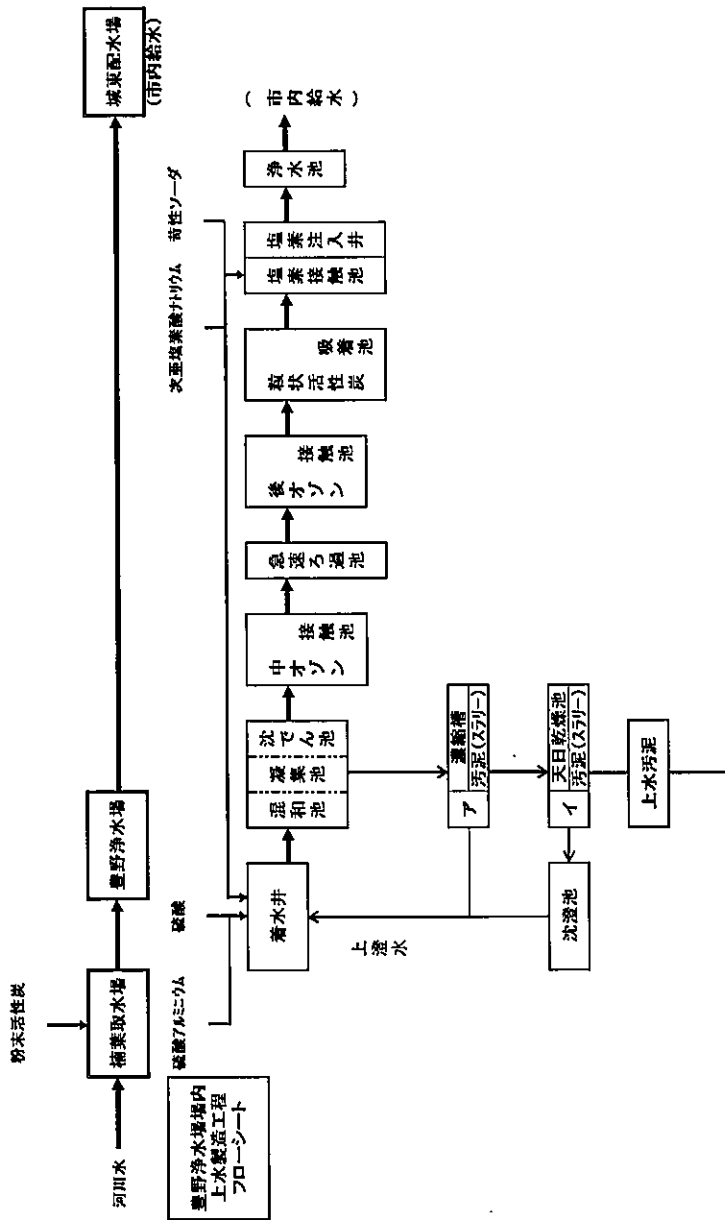 河川水
粉末活性炭
楠葉取水場
豊野浄水場
城東配水場
(市内給水)
豊野浄水場場内
上水製造工程
フローシート
硫酸アルミニウム
硫酸
次亜塩素酸ナトリウム
苛性ソーダ
着水井
混和池
凝集池
沈でん池
中オゾン
接触池
急速ろ過池
後オゾン
接触池
粒状活性炭
吸着池
塩素接触池
塩素注入井
浄水池
(市内給水)
上澄水
ア
濃縮槽
汚泥(スラリー)
イ
天日乾燥池
汚泥(スラリー)
沈澄池
上水汚泥